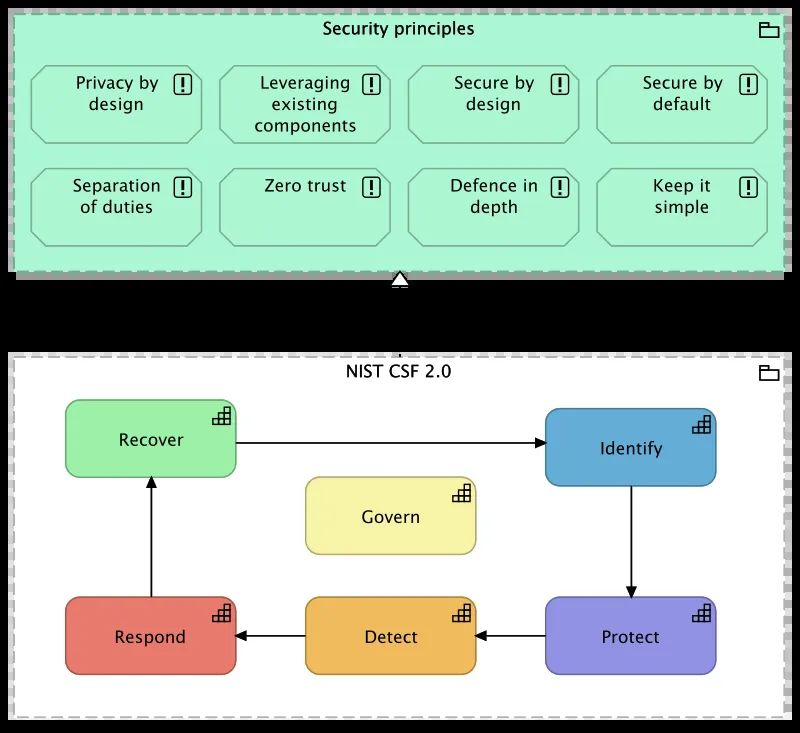 Security principles
Privacy by
design
Leveraging
existing
components
Secure by
design
Secure by
default
Separation
of duties
Zero trust
Defence in
depth
Keep it
simple
NIST CSF 2.0
Recover
Identify
Govern
Respond
Detect
Protect